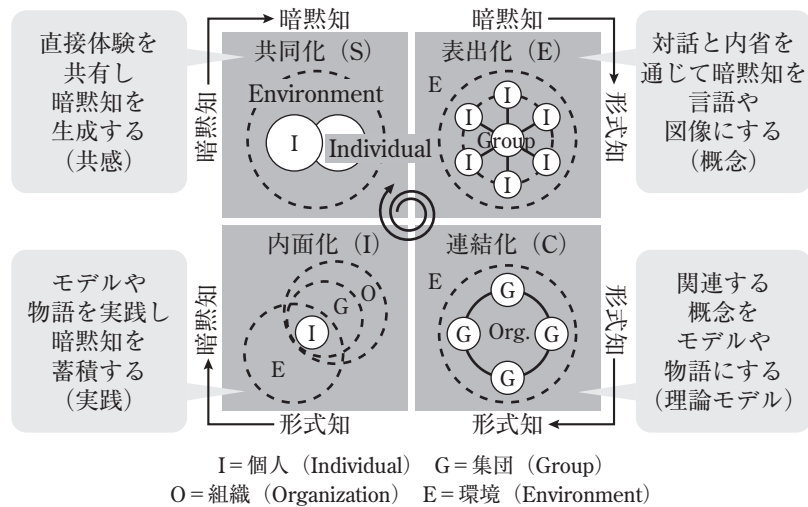 暗黙知
暗黙知
直接体験を
共有し
暗黙知を
生成する
（共感）
暗黙知
共同化（S）
Environment
I
Individual
表出化（E）
E
I
I
I
Group
I
I
I
形式知
対話と内省を
通じて暗黙知を
言語や
図像にする
（概念）
モデルや
物語を実践し
暗黙知を
蓄積する
（実践）
暗黙知
内面化（I）
O
G
I
E
連結化（C）
E
G
G
Org.
G
G
形式知
関連する
概念を
モデルや
物語にする
（理論モデル）
形式知
形式知
I＝個人（Individual） G＝集団（Group）
O＝組織（Organization） E＝環境（Environment）